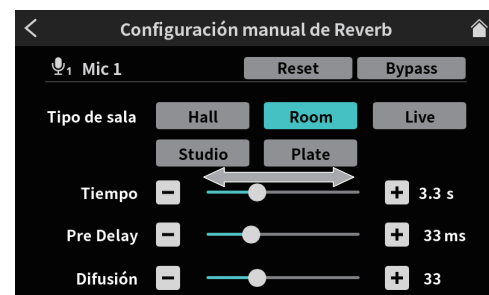 Configuración manual de Reverb
1 Mic 1 Reset Bypass
Tipo de sala Hall Room Live
Studio Plate
Tiempo - + 3.3 s
Pre Delay - + 33 ms
Difusión - + 33